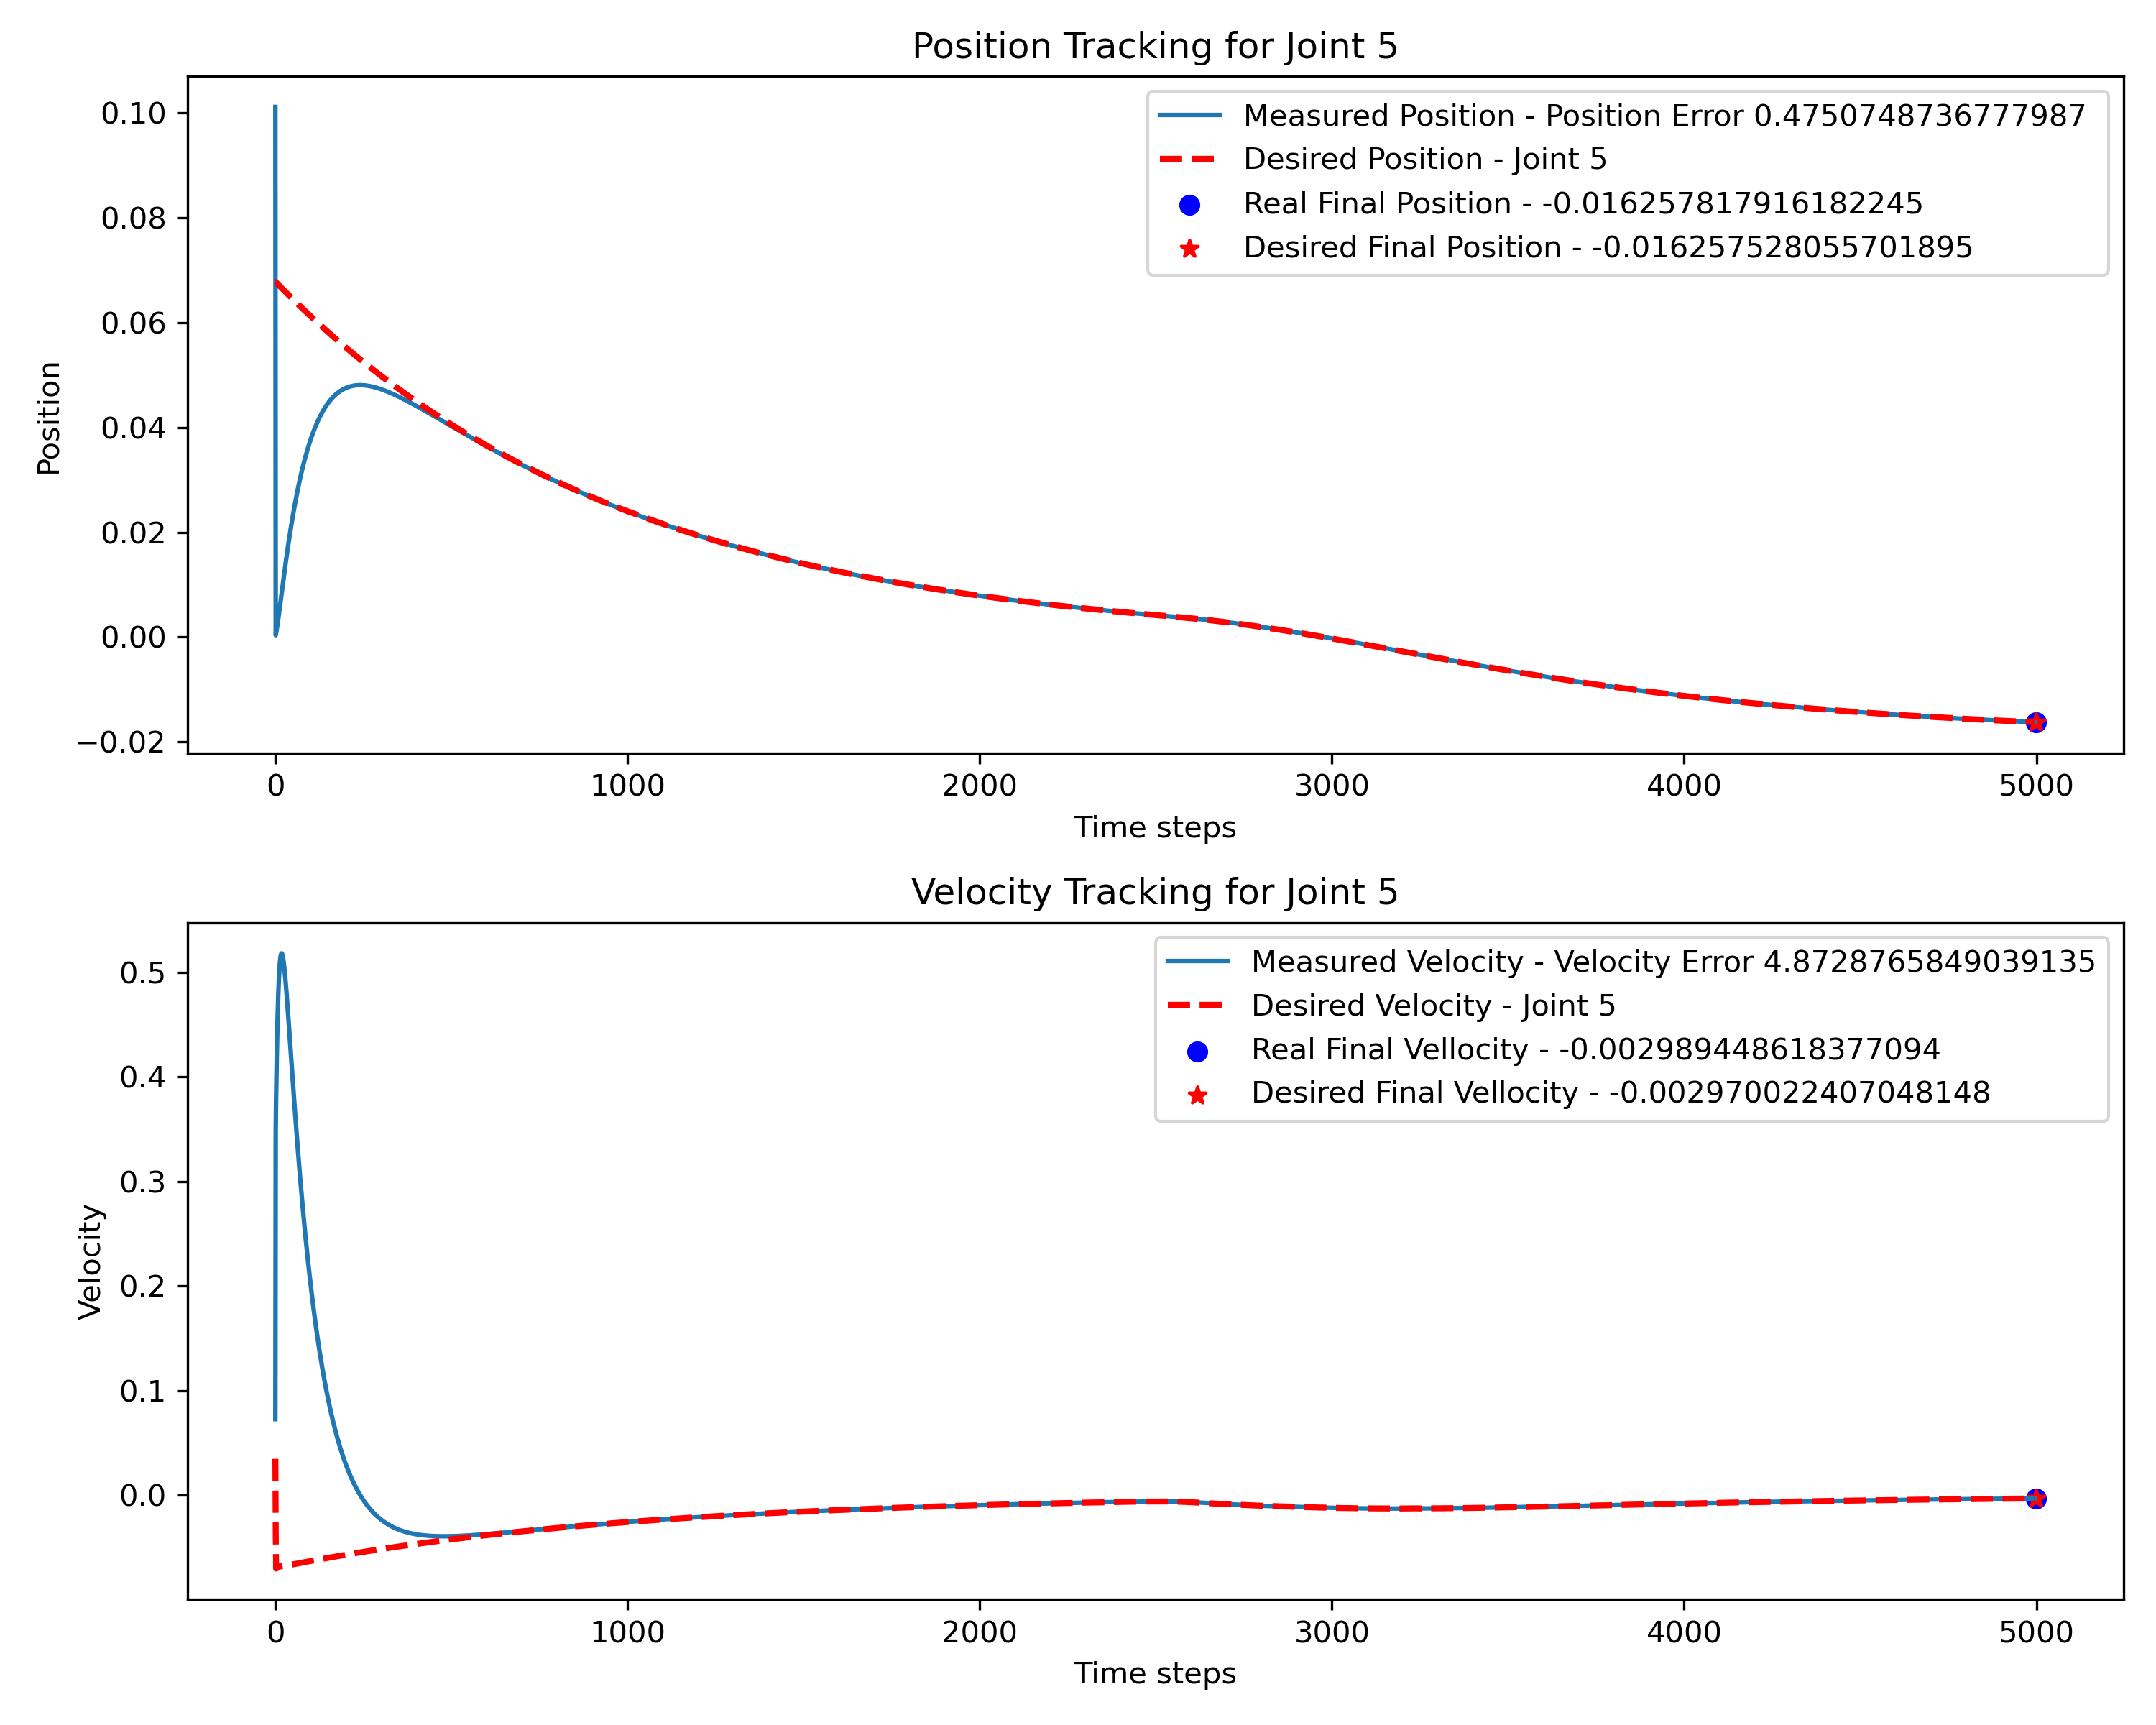 Position Tracking for Joint 5
Measured Position - Position Error 0.4750748736777987
Desired Position - Joint 5
Real Final Position - -0.016257817916182245
Desired Final Position - -0.016257528055701895
0.10
0.08
0.06
0.04
0.02
0.00
−0.02
Position
0 1000 2000 3000 4000 5000
Time steps
Velocity Tracking for Joint 5
Measured Velocity - Velocity Error 4.8728765849039135
Desired Velocity - Joint 5
Real Final Vellocity - -0.002989448618377094
Desired Final Vellocity - -0.002970022407048148
0.5
0.4
0.3
0.2
0.1
0.0
Velocity
0 1000 2000 3000 4000 5000
Time steps